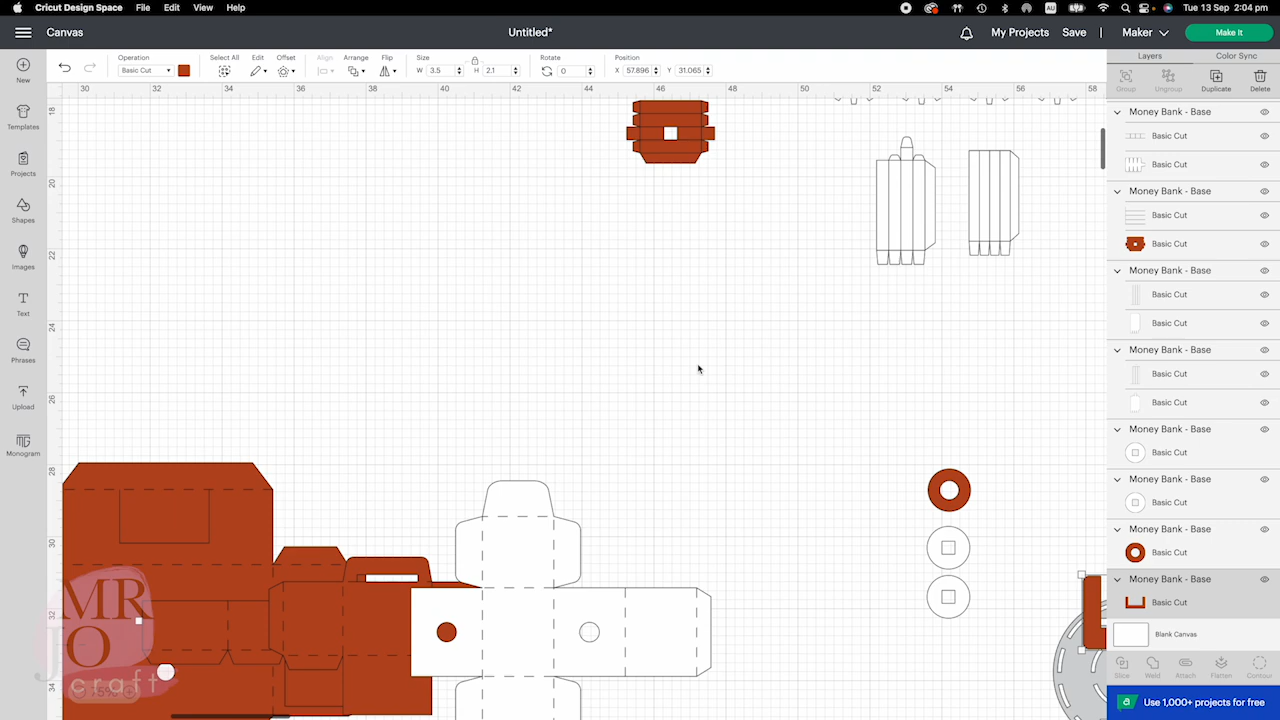 Cricut Design Space File Edit View Help AU Tue 13 Sep 2:04 pm
Canvas Untitled* My Projects Save Maker Make It
Operation Select All Edit Offset Align Arrange Flip Size Rotate Position
Basic Cut W 3.5 H 2.1 0 X 57.896 Y 31.065
Layers Color Sync
Group Ungroup Duplicate Delete
New
Templates
Projects
Shapes
Images
Text
Phrases
Upload
Monogram
30 32 34 36 38 40 42 44 46 48 50 52 54 56 58
18
20
22
24
26
28
30
32
34
Money Bank - Base
Basic Cut
Basic Cut
Money Bank - Base
Basic Cut
Basic Cut
Money Bank - Base
Basic Cut
Basic Cut
Money Bank - Base
Basic Cut
Basic Cut
Money Bank - Base
Basic Cut
Money Bank - Base
Basic Cut
Money Bank - Base
Basic Cut
Money Bank - Base
Basic Cut
Blank Canvas
Slice Weld Attach Flatten Contour
a Use 1,000+ projects for free
MR
JO
craft
75%